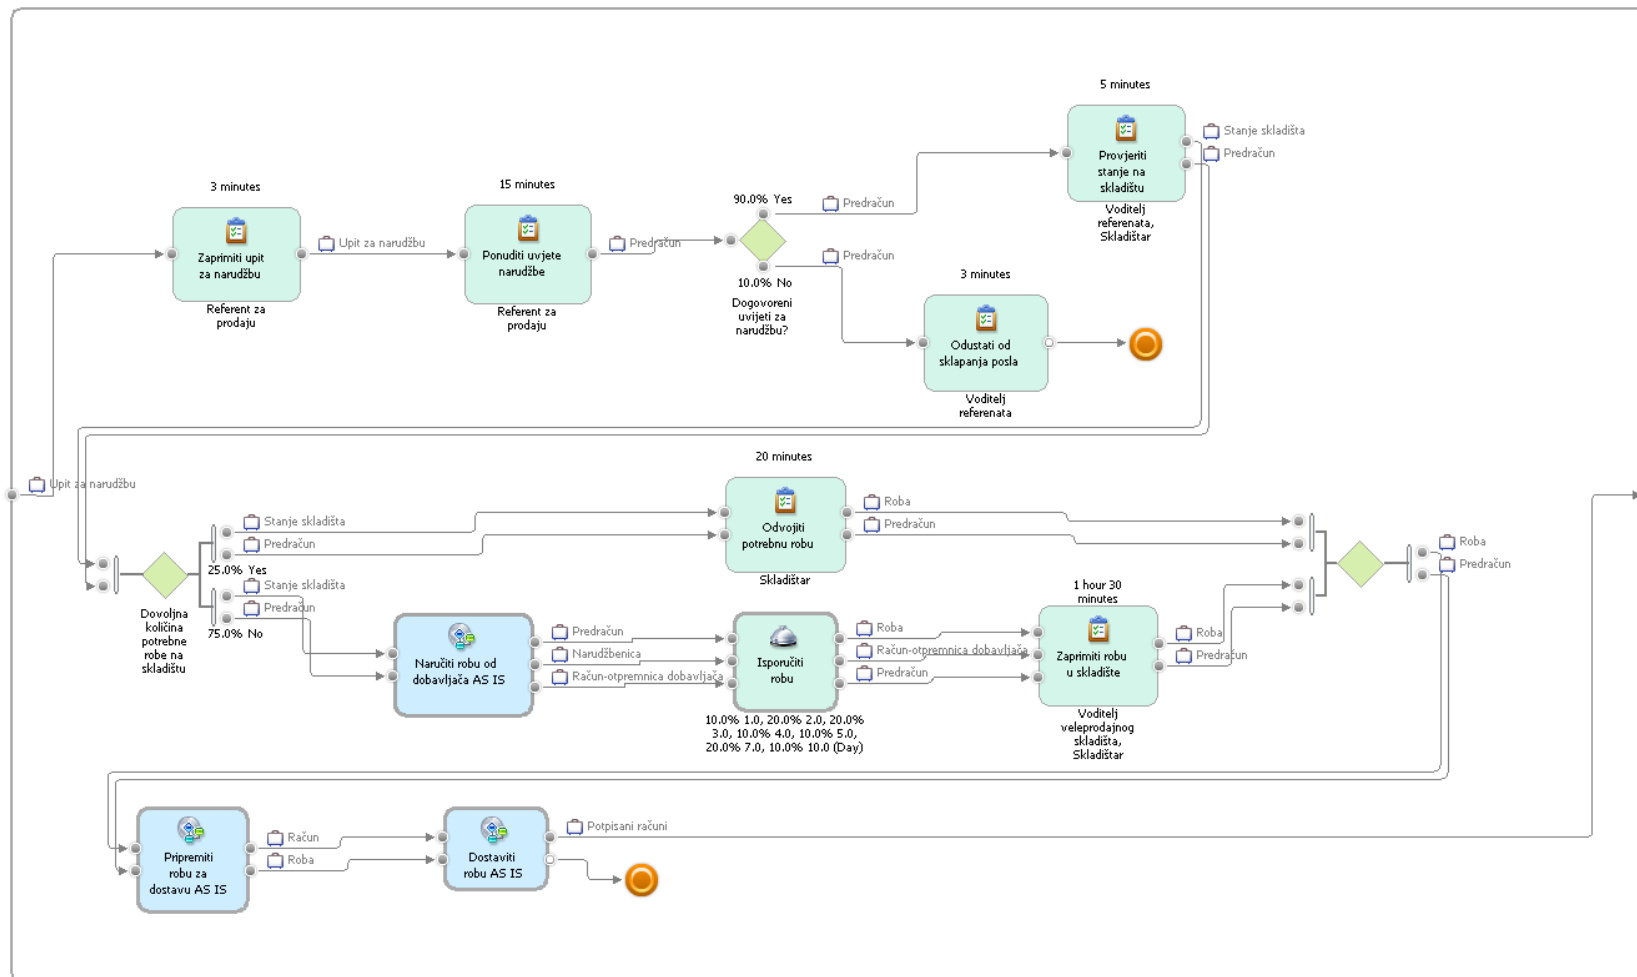 5 minutes
Stanje skladišta
Predračun
Provjeriti
stanje na
skladištu
Voditelj
referenata,
Skladištar
3 minutes
15 minutes
90.0% Yes
Predračun
Zaprimiti upit
za narudžbu
Upit za narudžbu
Ponuditi uvjete
narudžbe
Predračun
Predračun
Referent za
prodaju
Referent za
prodaju
10.0% No
Dogovoreni
uvijeti za
narudžbu?
3 minutes
Odustati od
sklapanja posla
Voditelj
referenata
Upit za narudžbu
20 minutes
Stanje skladišta
Predračun
25.0% Yes
Odvojiti
potrebnu robu
Skladištar
Roba
Predračun
Roba
Predračun
Stanje skladišta
Predračun
75.0% No
Dovoljna
količina
potrebne
robe na
skladištu
Naručiti robu od
dobavljača AS IS
Predračun
Narudžbenica
Račun-otpremnica dobavljača
Isporučiti
robu
10.0% 1.0, 20.0% 2.0, 20.0%
3.0, 10.0% 4.0, 10.0% 5.0,
20.0% 7.0, 10.0% 10.0 (Day)
Roba
Račun-otpremnica dobavljača
Predračun
1 hour 30
minutes
Zaprimiti robu
u skladište
Voditelj
veleprodajnog
skladišta,
Skladištar
Roba
Predračun
Pripremiti
robu za
dostavu AS IS
Račun
Roba
Dostaviti
robu AS IS
Potpisani računi